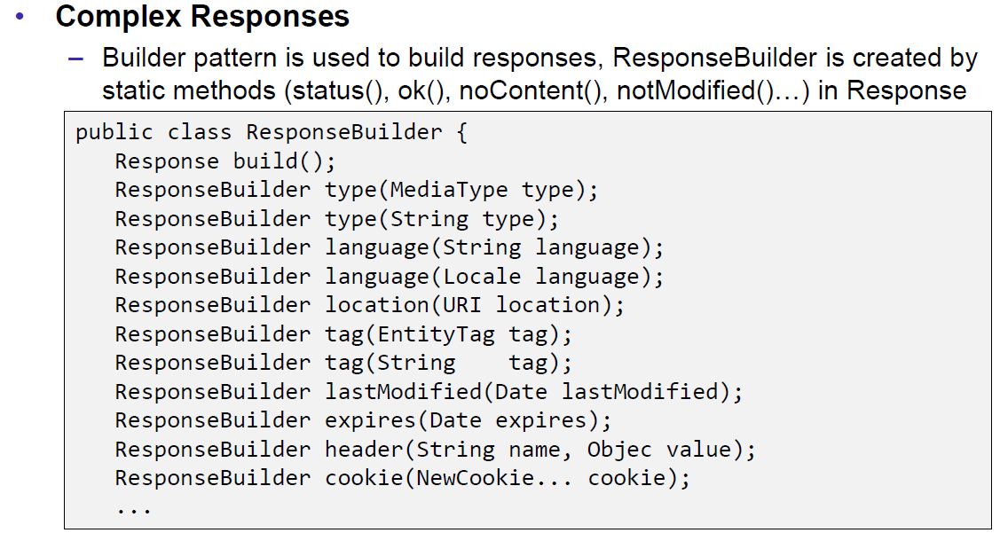 • Complex Responses
– Builder pattern is used to build responses, ResponseBuilder is created by
static methods (status(), ok(), noContent(), notModified()…) in Response
public class ResponseBuilder {
Response build();
ResponseBuilder type(MediaType type);
ResponseBuilder type(String type);
ResponseBuilder language(String language);
ResponseBuilder language(Locale language);
ResponseBuilder location(URI location);
ResponseBuilder tag(EntityTag tag);
ResponseBuilder tag(String    tag);
ResponseBuilder lastModified(Date lastModified);
ResponseBuilder expires(Date expires);
ResponseBuilder header(String name, Objec value);
ResponseBuilder cookie(NewCookie... cookie);
...